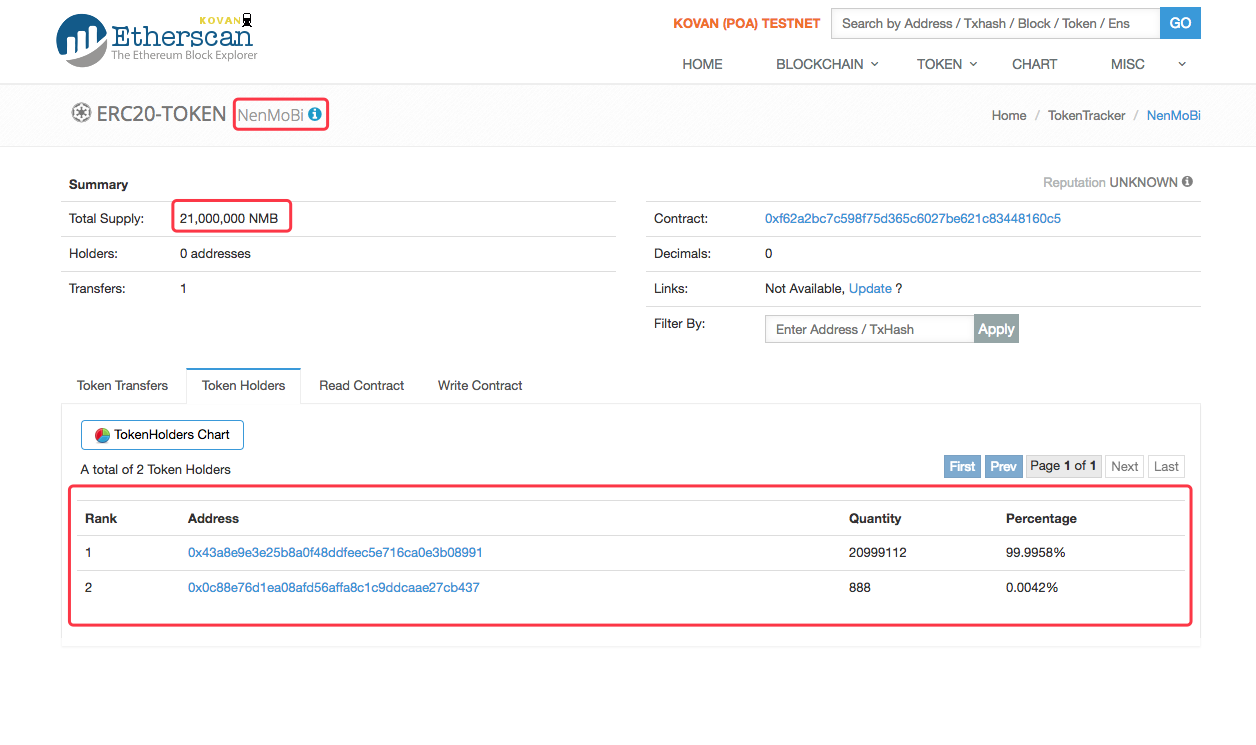 KOVAN
Etherscan
The Ethereum Block Explorer
KOVAN (POA) TESTNET
Search by Address / Txhash / Block / Token / Ens
GO
HOME BLOCKCHAIN TOKEN CHART MISC
ERC20-TOKEN NenMoBi
Home / TokenTracker / NenMoBi
Summary
Reputation UNKNOWN
Total Supply: 21,000,000 NMB
Holders: 0 addresses
Transfers: 1
Contract: 0xf62a2bc7c598f75d365c6027be621c83448160c5
Decimals: 0
Links: Not Available, Update ?
Filter By: Enter Address / TxHash Apply
Token Transfers Token Holders Read Contract Write Contract
TokenHolders Chart
A total of 2 Token Holders
First Prev Page 1 of 1 Next Last
Rank Address Quantity Percentage
1 0x43a8e9e3e25b8a0f48ddfeec5e716ca0e3b08991 20999112 99.9958%
2 0x0c88e76d1ea08afd56affa8c1c9ddcaae27cb437 888 0.0042%